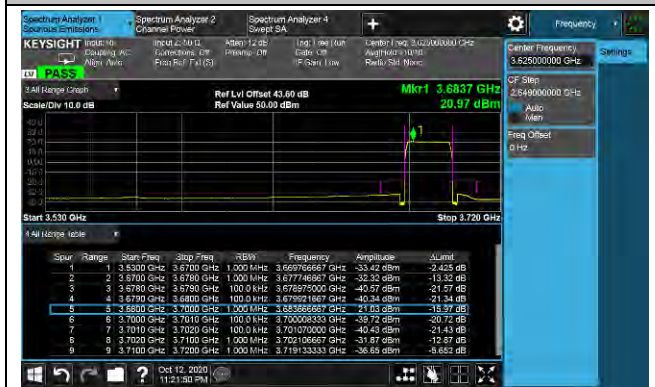 Spectrum Analyzer 1
Spurious Emissions
Spectrum Analyzer 2
Channel Power
Spectrum Analyzer 4
Swept SA
Frequency
KEYSIGHT Input: RF
Coupling: AC
Align: Auto
Input Z: 50 Ω
Atten: 12 dB
Trig: Free Run
Gate: Off
Center Freq: 3.625000000 GHz
Radio Std: None
PASS
3 All Range Graph
Scale/Div 10.0 dB
Ref Lvl Offset 43.60 dB
Ref Value 50.00 dBm
Mkr1 3.6837 GHz
20.97 dBm
1
Start 3.530 GHz
Stop 3.720 GHz
Center Frequency
3.625000000 GHz
Settings
CF Step
2.649000000 GHz
Auto
Man
Freq Offset
0 Hz
4 All Range Table
Spur Range Start Freq Stop Freq RBW Frequency Amplitude ΔLimit
1 1 3.5300 GHz 3.6700 GHz 1.000 MHz 3.669766667 GHz -33.42 dBm -2.425 dB
2 2 3.6700 GHz 3.6780 GHz 1.000 MHz 3.677746667 GHz -32.32 dBm -13.32 dB
3 3 3.6780 GHz 3.6790 GHz 100.0 kHz 3.678975000 GHz -40.57 dBm -21.57 dB
4 4 3.6790 GHz 3.6800 GHz 100.0 kHz 3.679921667 GHz -40.34 dBm -21.34 dB
5 5 3.6800 GHz 3.7000 GHz 1.000 MHz 3.683666667 GHz 21.03 dBm -15.97 dB
6 6 3.7000 GHz 3.7010 GHz 100.0 kHz 3.700008333 GHz -39.72 dBm -20.72 dB
7 7 3.7010 GHz 3.7020 GHz 100.0 kHz 3.701070000 GHz -40.43 dBm -21.43 dB
8 8 3.7020 GHz 3.7100 GHz 1.000 MHz 3.702106667 GHz -31.87 dBm -12.87 dB
9 9 3.7100 GHz 3.7200 GHz 1.000 MHz 3.719133333 GHz -36.65 dBm -5.652 dB
Oct 12, 2020
11:21:50 PM